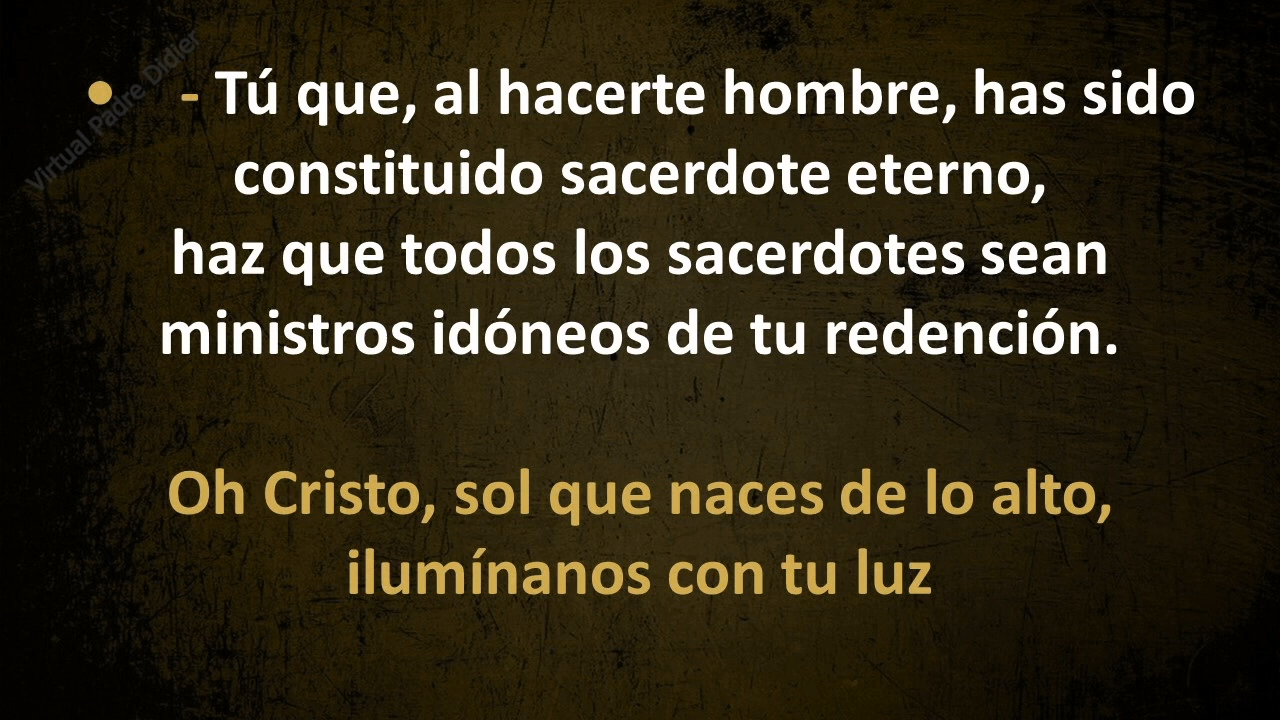 Virtual Padre Didier
• - Tú que, al hacerte hombre, has sido
constituido sacerdote eterno,
haz que todos los sacerdotes sean
ministros idóneos de tu redención.
Oh Cristo, sol que naces de lo alto,
ilumínanos con tu luz